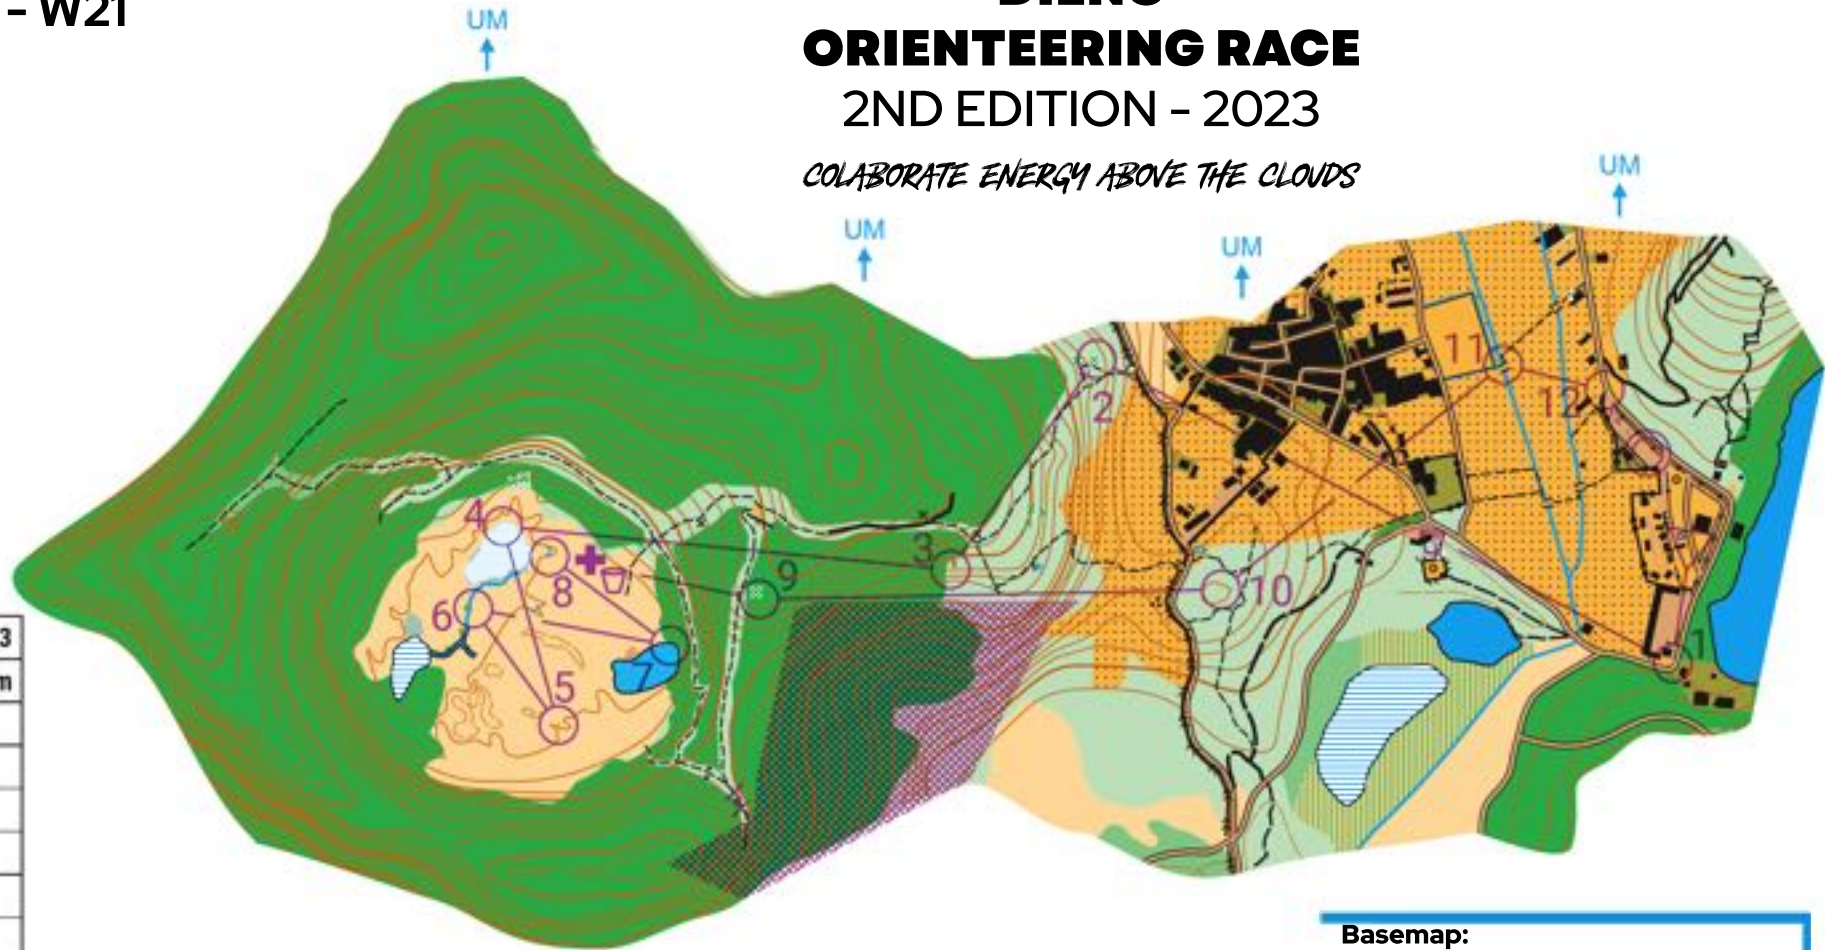 - W21
ORIENTEERING RACE
2ND EDITION - 2023
COLABORATE ENERGY ABOVE THE CLOUDS
UM
UM
UM
UM
2
11
12
4
3
8
9
10
6
5
7
1
3
m
Basemap: